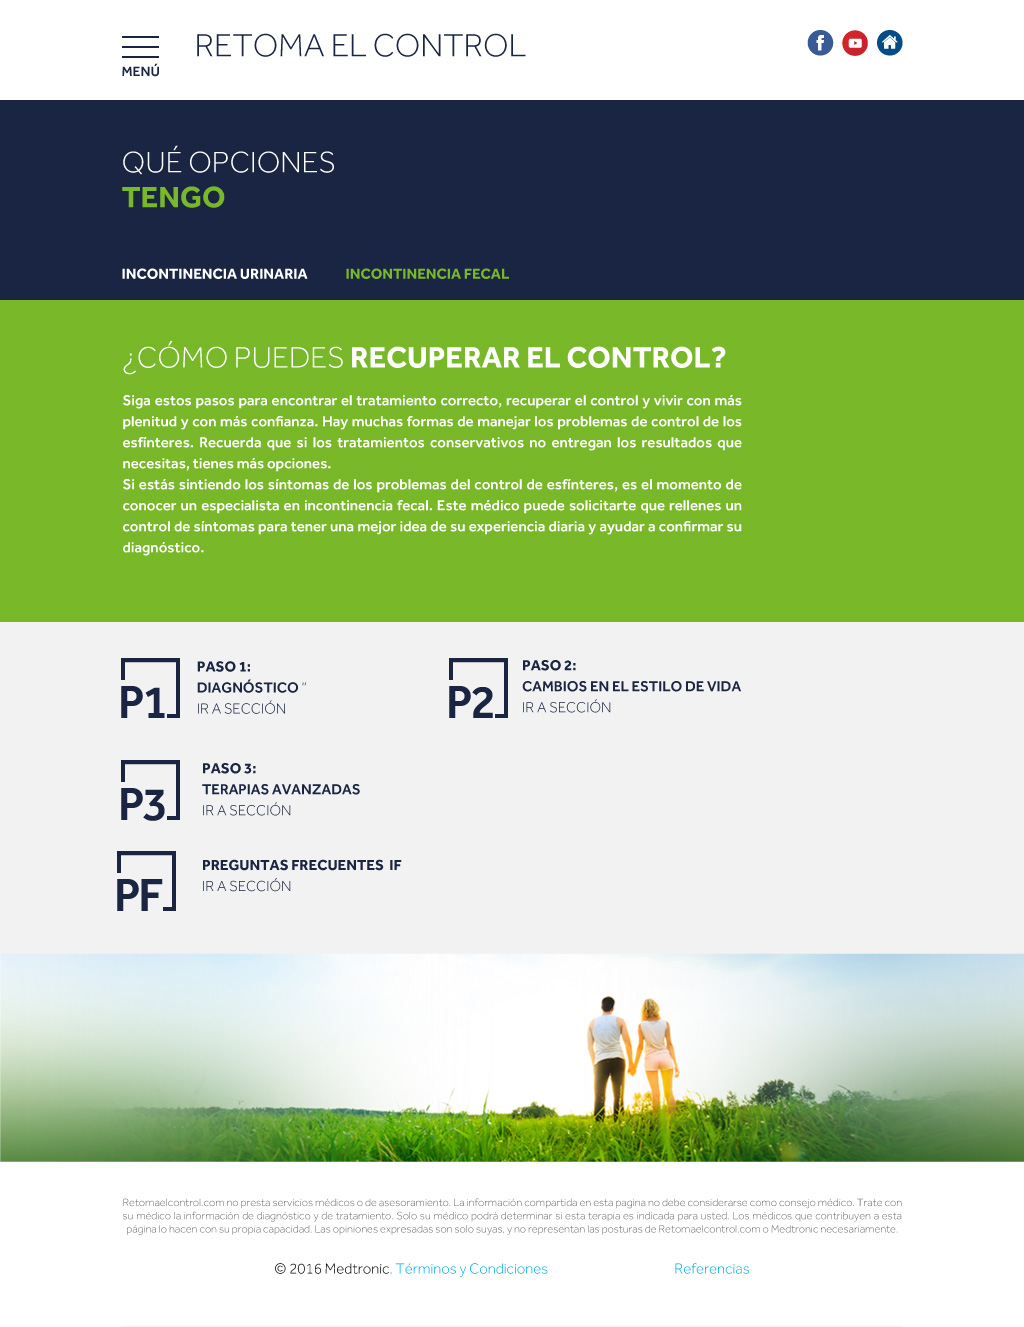 MENÚ
RETOMA EL CONTROL
QUÉ OPCIONES
TENGO
INCONTINENCIA URINARIA
INCONTINENCIA FECAL
¿CÓMO PUEDES RECUPERAR EL CONTROL?
Siga estos pasos para encontrar el tratamiento correcto, recuperar el control y vivir con más
plenitud y con más confianza. Hay muchas formas de manejar los problemas de control de los
esfínteres. Recuerda que si los tratamientos conservativos no entregan los resultados que
necesitas, tienes más opciones.
Si estás sintiendo los síntomas de los problemas del control de esfínteres, es el momento de
conocer un especialista en incontinencia fecal. Este médico puede solicitarte que rellenes un
control de síntomas para tener una mejor idea de su experiencia diaria y ayudar a confirmar su
diagnóstico.
P1
PASO 1:
DIAGNÓSTICO “
IR A SECCIÓN
P2
PASO 2:
CAMBIOS EN EL ESTILO DE VIDA
IR A SECCIÓN
P3
PASO 3:
TERAPIAS AVANZADAS
IR A SECCIÓN
PF
PREGUNTAS FRECUENTES IF
IR A SECCIÓN
Retomaelcontrol.com no presta servicios médicos o de asesoramiento. La información compartida en esta pagina no debe considerarse como consejo médico. Trate con
su médico la información de diagnóstico y de tratamiento. Solo su médico podrá determinar si esta terapia es indicada para usted. Los médicos que contribuyen a esta
página lo hacen con su propia capacidad. Las opiniones expresadas son solo suyas, y no representan las posturas de Retomaelcontrol.com o Medtronic necesariamente.
© 2016 Medtronic. Términos y Condiciones
Referencias